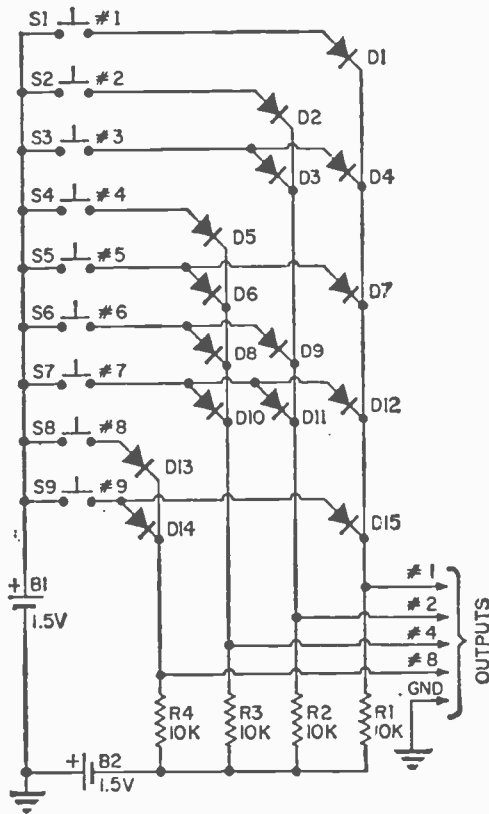 S1 #1
D1
S2 #2
D2
S3 #3
D3 D4
S4 #4
D5
S5 #5
D6 D7
S6 #6
D8 D9
S7 #7
D10 D11 D12
S8 #8
D13
S9 #9
D14 D15
+ B1
1.5V
#1
#2
#4
#8
GND
OUTPUTS
R4
10K
R3
10K
R2
10K
R1
10K
+ B2
1.5V